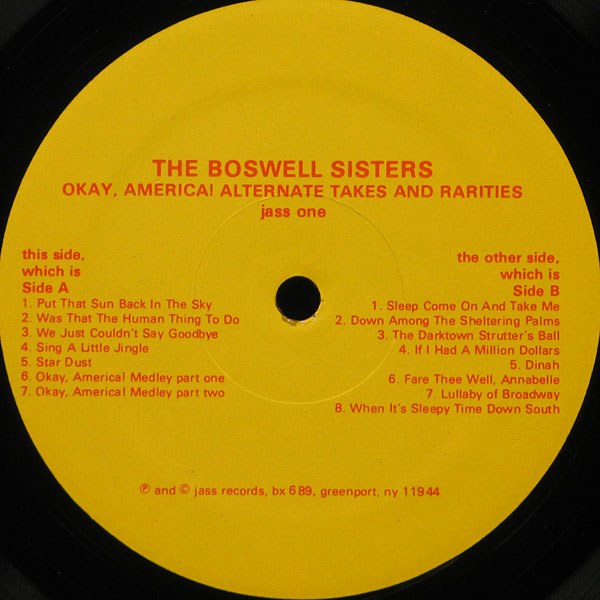 THE BOSWELL SISTERS
OKAY, AMERICA! ALTERNATE TAKES AND RARITIES
jass one
this side,
which is
Side A
1. Put That Sun Back In The Sky
2. Was That The Human Thing To Do
3. We Just Couldn't Say Goodbye
4. Sing A Little Jingle
5. Star Dust
6. Okay, America! Medley part one
7. Okay, America! Medley part two
the other side,
which is
Side B
1. Sleep Come On And Take Me
2. Down Among The Sheltering Palms
3. The Darktown Strutter's Ball
4. If I Had A Million Dollars
5. Dinah
6. Fare Thee Well, Annabelle
7. Lullaby of Broadway
8. When It's Sleepy Time Down South
℗ and © jass records, bx 689, greenport, ny 11944